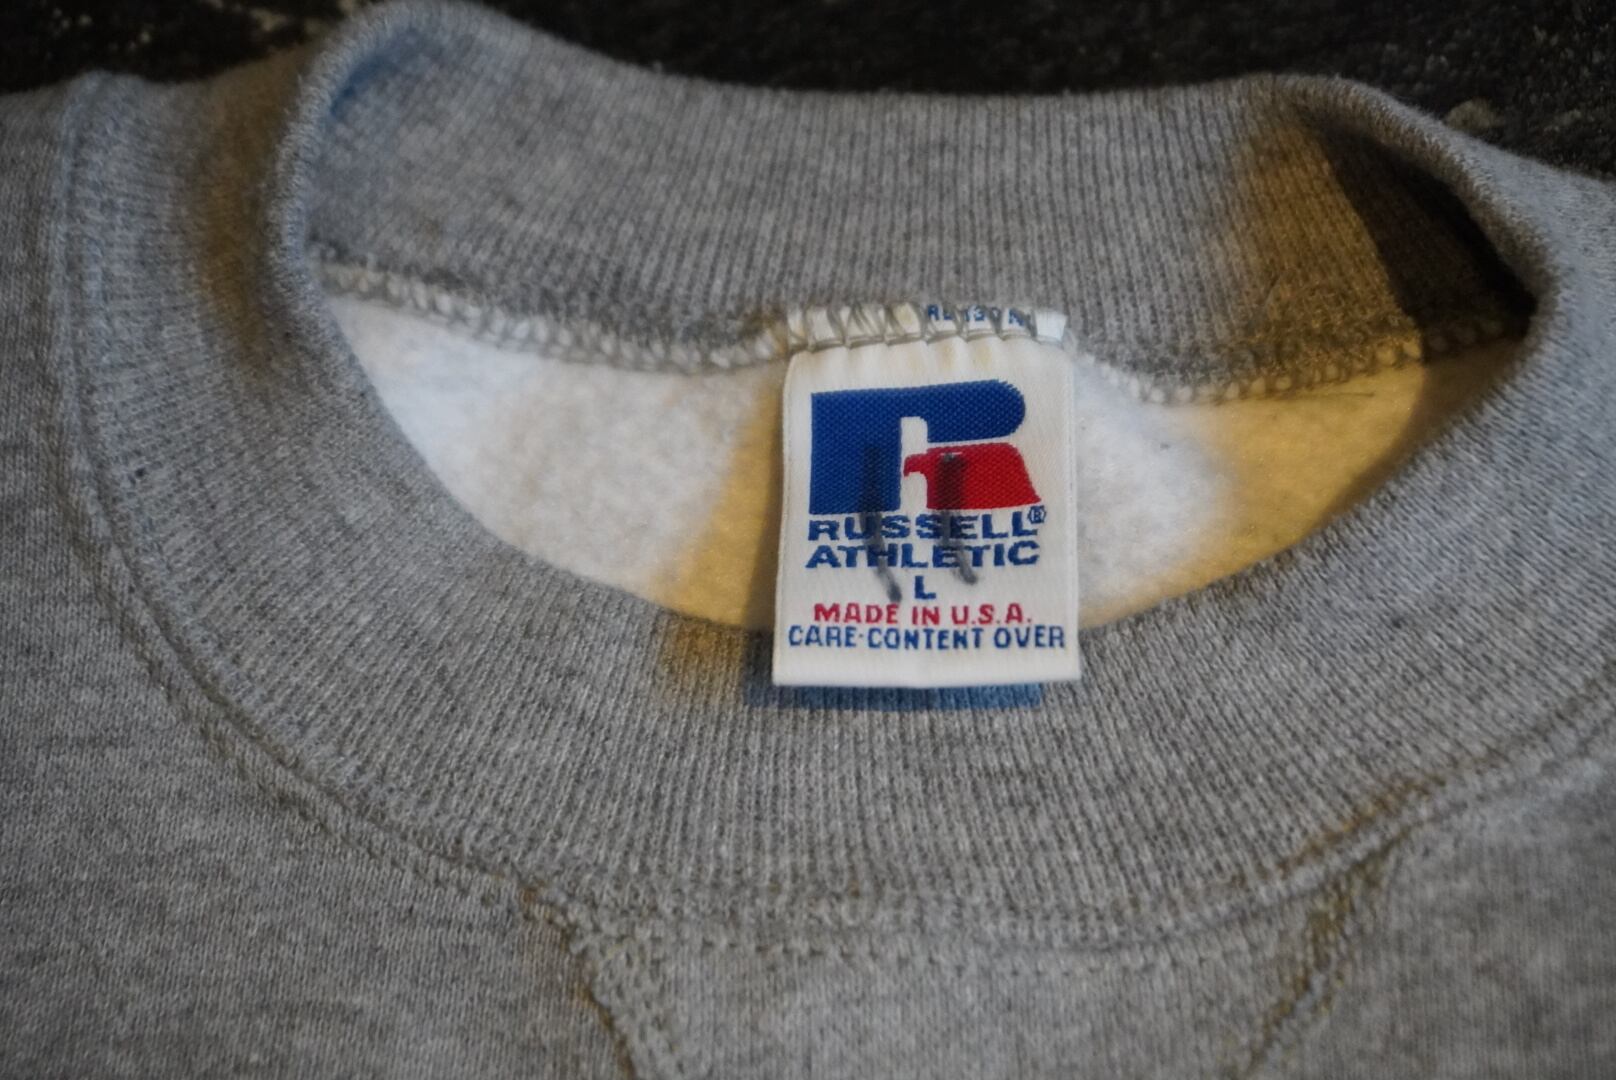 RUSSELL®
ATHLETIC
L
MADE IN U.S.A.
CARE-CONTENT OVER